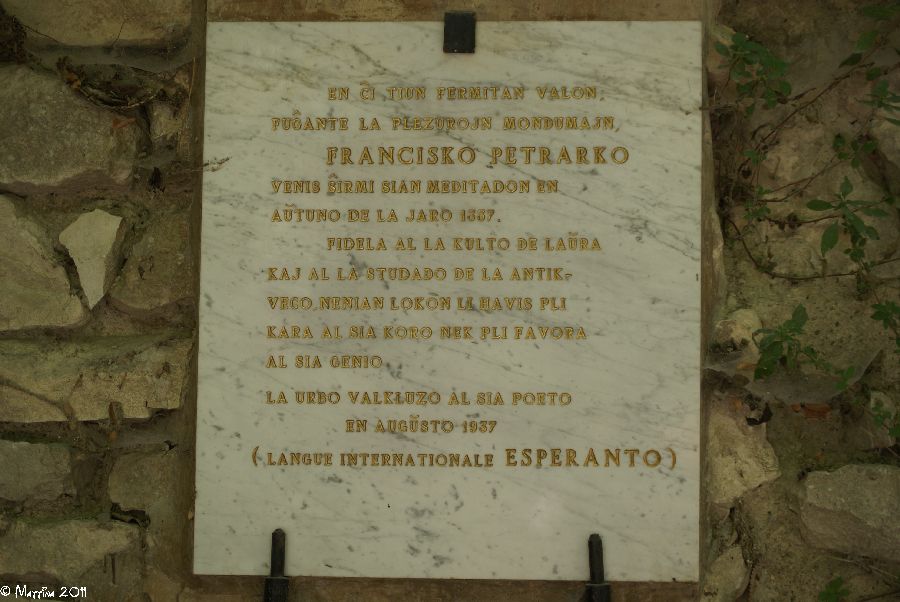 EN ĈI TIUN FERMITAN VALON,
FUĜANTE LA PLEZUROJN MONDUMAJN,
FRANCISKO PETRARKO
VENIS ŜIRMI SIAN MEDITADON EN
AŬTUNO DE LA JARO 1337.
FIDELA AL LA KULTO DE LAŬRA
KAJ AL LA STUDADO DE LA ANTIK-
VECO, NENIAN LOKON LI HAVIS PLI
KARA AL SIA KORO NEK PLI FAVORA
AL SIA GENIO.
LA URBO VALKLUZO AL SIA POETO
EN AUGŬSTO 1937
(LANGUE INTERNATIONALE ESPERANTO)
© Marrina 2011